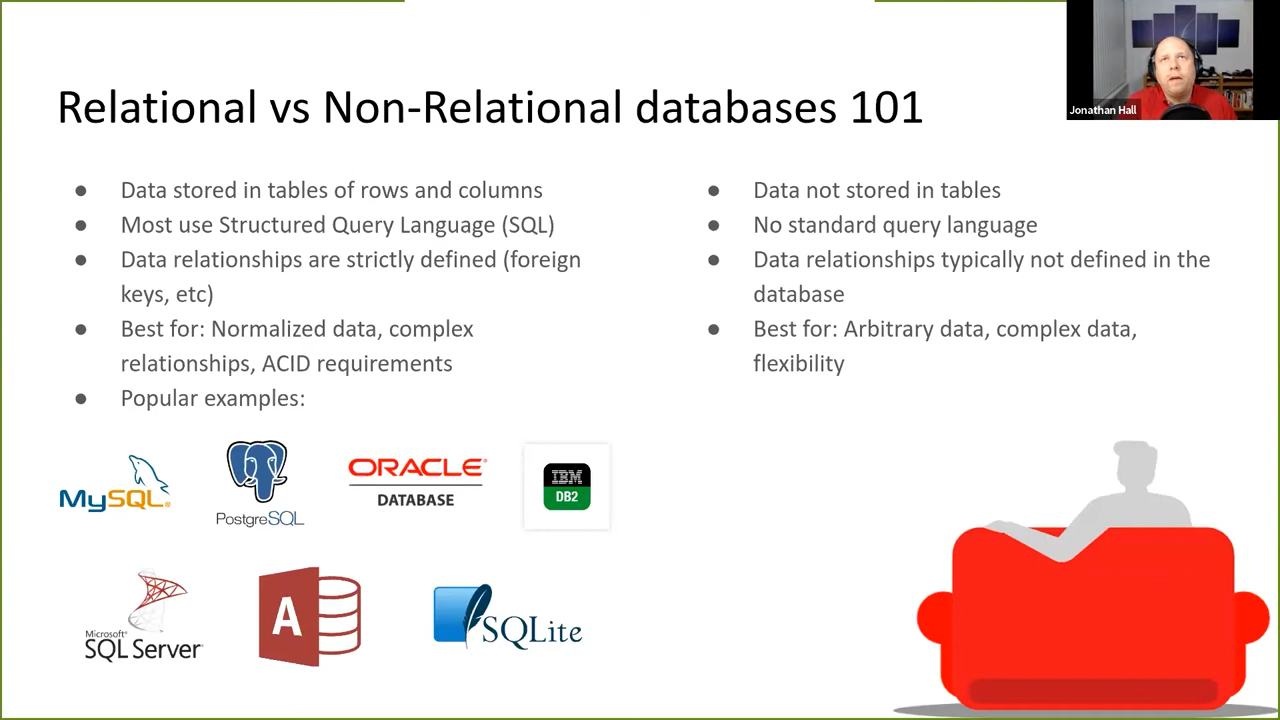 Jonathan Hall
Relational vs Non-Relational databases 101
● Data stored in tables of rows and columns
● Most use Structured Query Language (SQL)
● Data relationships are strictly defined (foreign
keys, etc)
● Best for: Normalized data, complex
relationships, ACID requirements
● Popular examples:
MySQL®
PostgreSQL
ORACLE®
DATABASE
IBM
DB2
Microsoft®
SQL Server®
A
SQLite
● Data not stored in tables
● No standard query language
● Data relationships typically not defined in the
database
● Best for: Arbitrary data, complex data,
flexibility